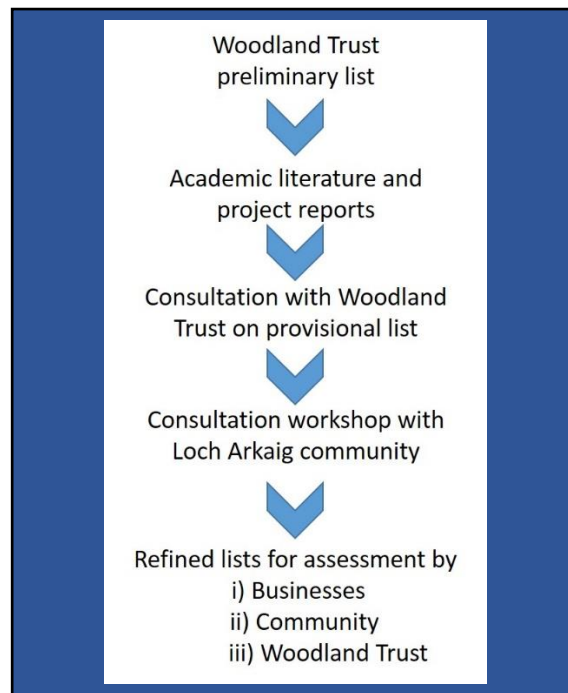 Woodland Trust
preliminary list
Academic literature and
project reports
Consultation with Woodland
Trust on provisional list
Consultation workshop with
Loch Arkaig community
Refined lists for assessment by
i) Businesses
ii) Community
iii) Woodland Trust